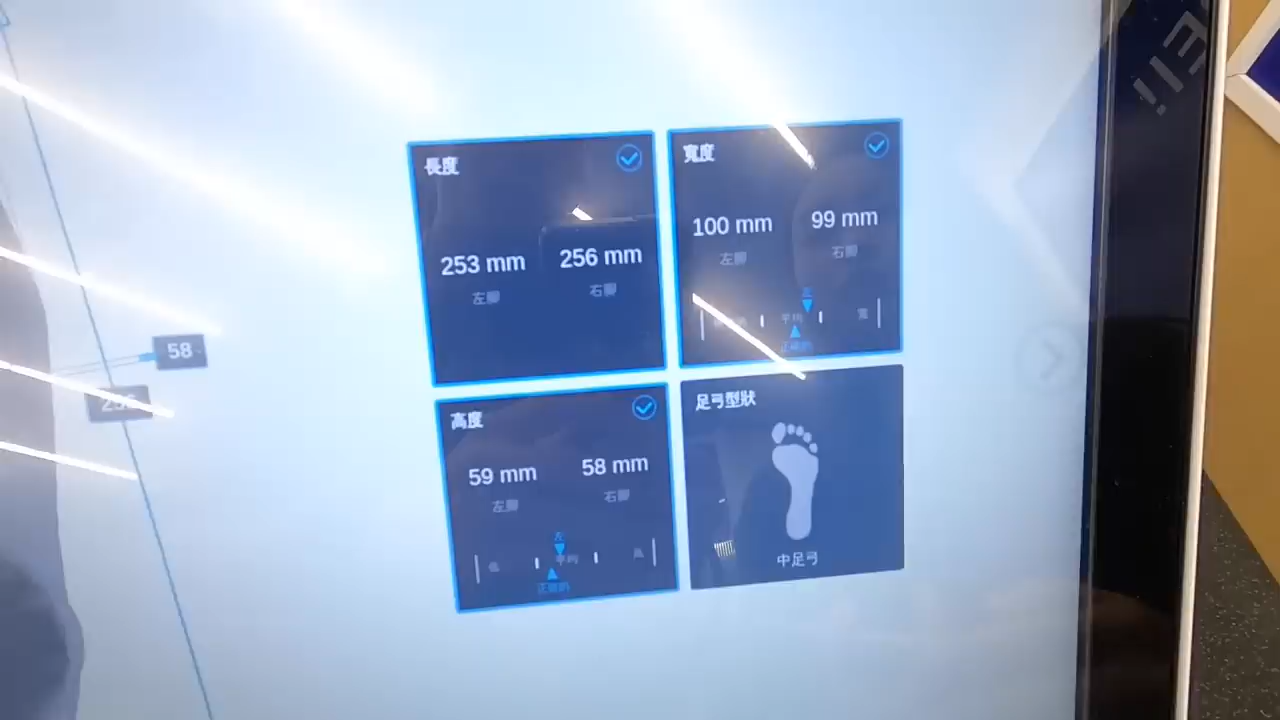 長度
253 mm
256 mm
左腳
右腳
寬度
100 mm
99 mm
左腳
右腳
左
平均
寬
正確的
58
高度
59 mm
58 mm
左腳
右腳
左
低
平均
高
正確的
足弓型狀
中足弓